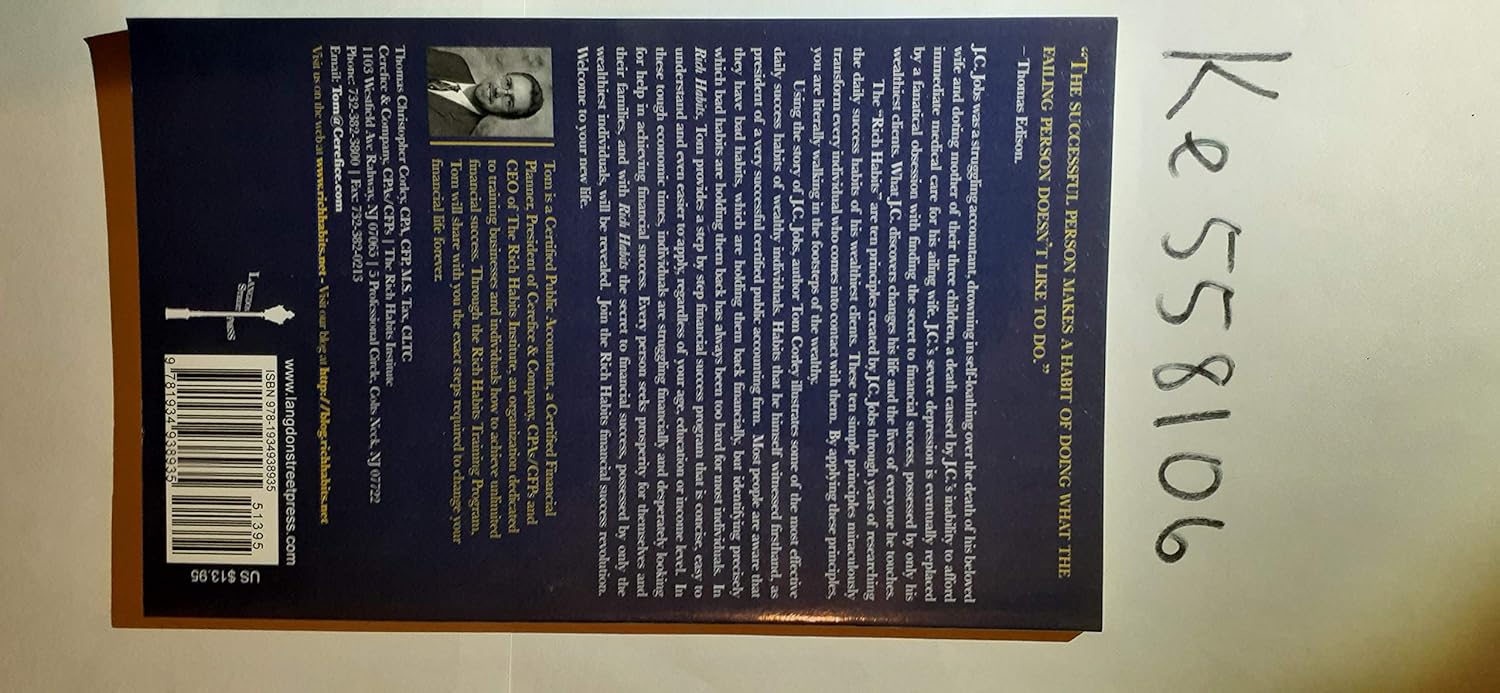 Ke558106
"THE SUCCESSFUL PERSON MAKES A HABIT OF DOING WHAT THE
FAILING PERSON DOESN'T LIKE TO DO."
– Thomas Edison.
J.C. Jobs was a struggling accountant, drowning in self-loathing over the death of his beloved
wife and doting mother of their three children, a death caused by J.C.'s inability to afford
immediate medical care for his ailing wife. J.C.'s severe depression is eventually replaced
by a fanatical obsession with finding the secret to financial success, possessed by only his
wealthiest clients. What J.C. discovers changes his life and the lives of everyone he touches.
The "Rich Habits" are ten principles created by J.C. Jobs through years of researching
the daily success habits of his wealthiest clients. These ten simple principles miraculously
transform every individual who comes into contact with them. By applying these principles,
you are literally walking in the footsteps of the wealthy.
Using the story of J.C. Jobs, author Tom Corley illustrates some of the most effective
daily success habits of wealthy individuals. Habits that he himself witnessed firsthand, as
president of a very successful certified public accounting firm. Most people are aware that
they have bad habits, which are holding them back financially, but identifying precisely
which bad habits are holding them back has always been too hard for most individuals. In
Rich Habits, Tom provides a step by step financial success program that is concise, easy to
understand and even easier to apply, regardless of your age, education or income level. In
these tough economic times, individuals are struggling financially and desperately looking
for help in achieving financial success. Every person seeks prosperity for themselves and
their families, and with Rich Habits the secret to financial success, possessed by only the
wealthiest individuals, will be revealed. Join the Rich Habits financial success revolution.
Welcome to your new life.
Tom is a Certified Public Accountant, a Certified Financial
Planner, President of Cerefice & Company, CPAs/CFPs and
CEO of The Rich Habits Institute, an organization dedicated
to training businesses and individuals how to achieve unlimited
financial success. Through the Rich Habits Training Program,
Tom will share with you the exact steps required to change your
financial life forever.
Thomas Christopher Corley, CPA, CFP, M.S. Tax, CLTC
Cerefice & Company, CPAs/CFPs | The Rich Habits Institute
1103 Westfield Ave Rahway, NJ 07065 | 5 Professional Circle, Colts Neck, NJ 07722
Phone: 732-382-3800 | Fax: 732-382-0213
Email: Tom@Cerefice.com
Visit us on the web at www.richhabits.net - Visit our blog at http://blog.richhabits.net
LANGDON
STREET PRESS
www.langdonstreetpress.com
ISBN 978-1934938935
51395
9 781934 938935
US $13.95